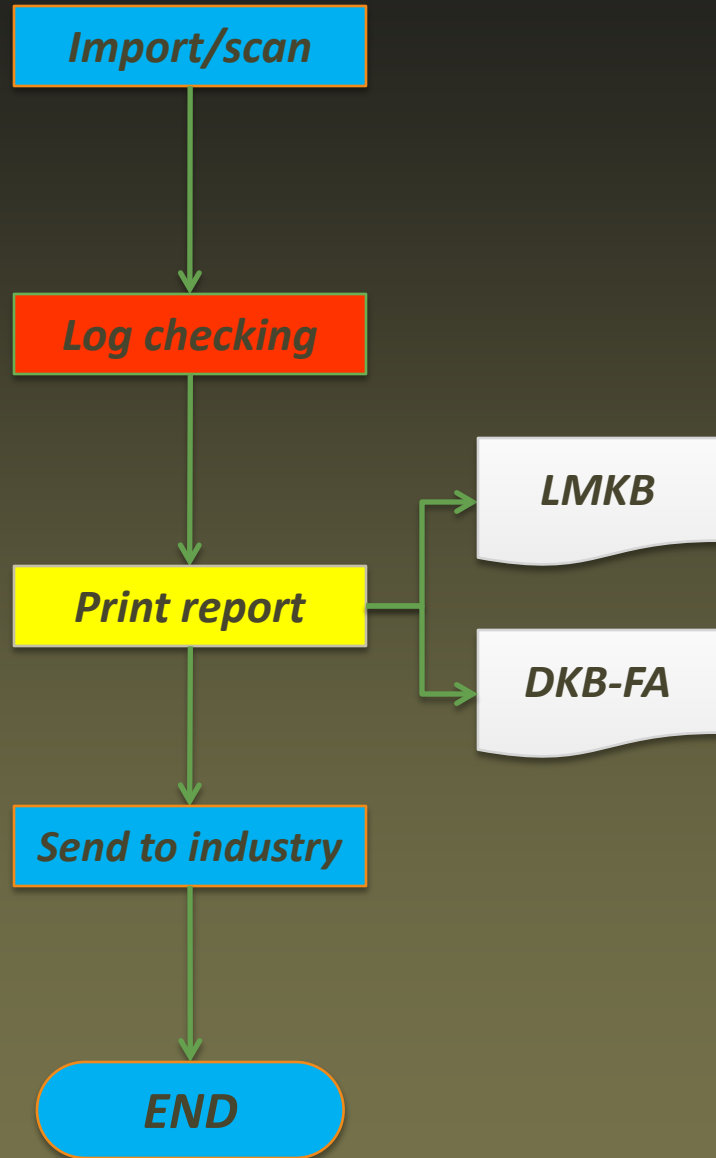 Import/scan
Log checking
LMKB
Print report
DKB-FA
Send to industry
END